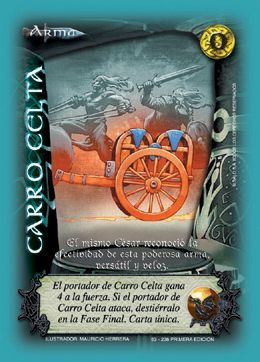 Arma
0
CARRO CELTA
El mismo César reconoció la
efectividad de esta poderosa arma,
versátil y veloz.
El portador de Carro Celta gana
4 a la fuerza. Si el portador de
Carro Celta ataca, destiérralo
en la Fase Final. Carta única.
ILUSTRADOR: MAURICIO HERRERA
93 - 236 PRIMERA EDICIÓN